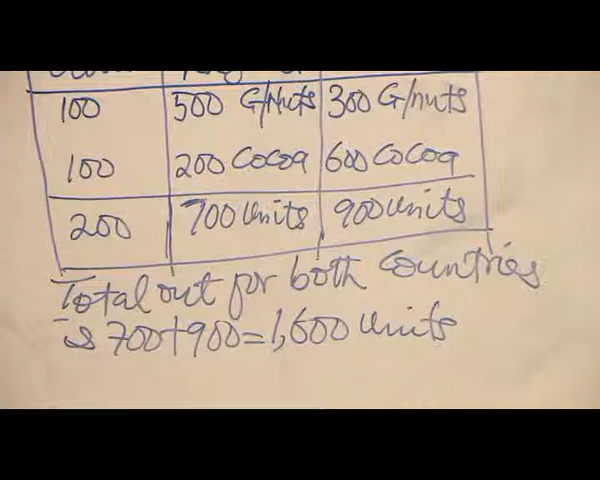 100 500 G/Nuts 300 G/nuts
100 200 Cocoa 600 Cocoa
200 700 Units 900 Units
Total out for both Countries
is 700+900=1,600 Units